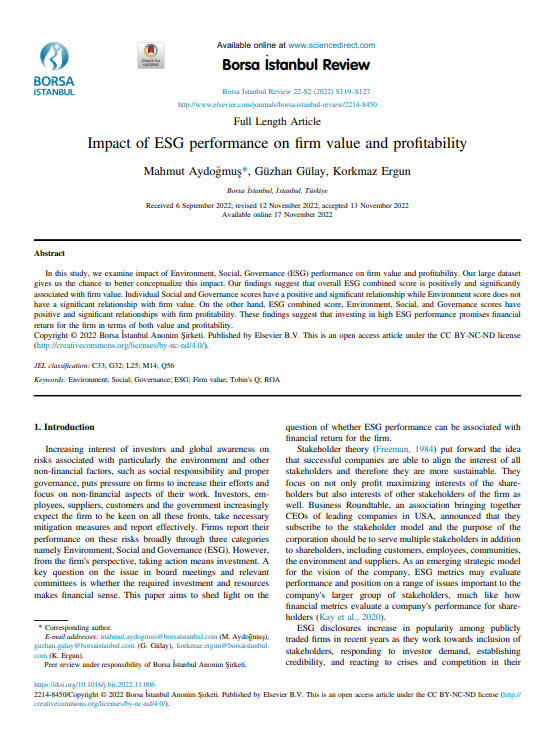 BORSA
İSTANBUL
Check for
updates
Available online at www.sciencedirect.com
Borsa İstanbul Review
Borsa İstanbul Review 22-S2 (2022) S119–S127
http://www.elsevier.com/journals/borsa-istanbul-review/2214-8450
Full Length Article
Impact of ESG performance on firm value and profitability
Mahmut Aydoğmuş*, Güzhan Gülay, Korkmaz Ergun
Borsa İstanbul, İstanbul, Türkiye
Received 6 September 2022; revised 12 November 2022; accepted 13 November 2022
Available online 17 November 2022
Abstract
In this study, we examine impact of Environment, Social, Governance (ESG) performance on firm value and profitability. Our large dataset
gives us the chance to better conceptualize this impact. Our findings suggest that overall ESG combined score is positively and significantly
associated with firm value. Individual Social and Governance scores have a positive and significant relationship while Environment score does not
have a significant relationship with firm value. On the other hand, ESG combined score, Environment, Social, and Governance scores have
positive and significant relationships with firm profitability. These findings suggest that investing in high ESG performance promises financial
return for the firm in terms of both value and profitability.
Copyright © 2022 Borsa İstanbul Anonim Şirketi. Published by Elsevier B.V. This is an open access article under the CC BY-NC-ND license
(http://creativecommons.org/licenses/by-nc-nd/4.0/).
JEL classification: C33; G32; L25; M14; Q56
Keywords: Environment; Social; Governance; ESG; Firm value; Tobin's Q; ROA
1. Introduction
Increasing interest of investors and global awareness on
risks associated with particularly the environment and other
non-financial factors, such as social responsibility and proper
governance, puts pressure on firms to increase their efforts and
focus on non-financial aspects of their work. Investors, em-
ployees, suppliers, customers and the government increasingly
expect the firm to be keen on all these fronts, take necessary
mitigation measures and report effectively. Firms report their
performance on these risks broadly through three categories
namely Environment, Social and Governance (ESG). However,
from the firm's perspective, taking action means investment. A
key question on the issue in board meetings and relevant
committees is whether the required investment and resources
makes financial sense. This paper aims to shed light on the
question of whether ESG performance can be associated with
financial return for the firm.
Stakeholder theory (Freeman, 1984) put forward the idea
that successful companies are able to align the interest of all
stakeholders and therefore they are more sustainable. They
focus on not only profit maximizing interests of the share-
holders but also interests of other stakeholders of the firm as
well. Business Roundtable, an association bringing together
CEOs of leading companies in USA, announced that they
subscribe to the stakeholder model and the purpose of the
corporation should be to serve multiple stakeholders in addition
to shareholders, including customers, employees, communities,
the environment and suppliers. As an emerging strategic model
for the vision of the company, ESG metrics may evaluate
performance and position on a range of issues important to the
company's larger group of stakeholders, much like how
financial metrics evaluate a company's performance for share-
holders (Kay et al., 2020).
ESG disclosures increase in popularity among publicly
traded firms in recent years as they work towards inclusion of
stakeholders, responding to investor demand, establishing
credibility, and reacting to crises and competition in their
* Corresponding author.
E-mail addresses: mahmut.aydogmus@borsaistanbul.com (M. Aydoğmuş),
guzhan.gulay@borsaistanbul.com (G. Gülay), korkmaz.ergun@borsaistanbul.
com (K. Ergun).
Peer review under responsibility of Borsa İstanbul Anonim Şirketi.
https://doi.org/10.1016/j.bir.2022.11.006
2214-8450/Copyright © 2022 Borsa İstanbul Anonim Şirketi. Published by Elsevier B.V. This is an open access article under the CC BY-NC-ND license (http://
creativecommons.org/licenses/by-nc-nd/4.0/).